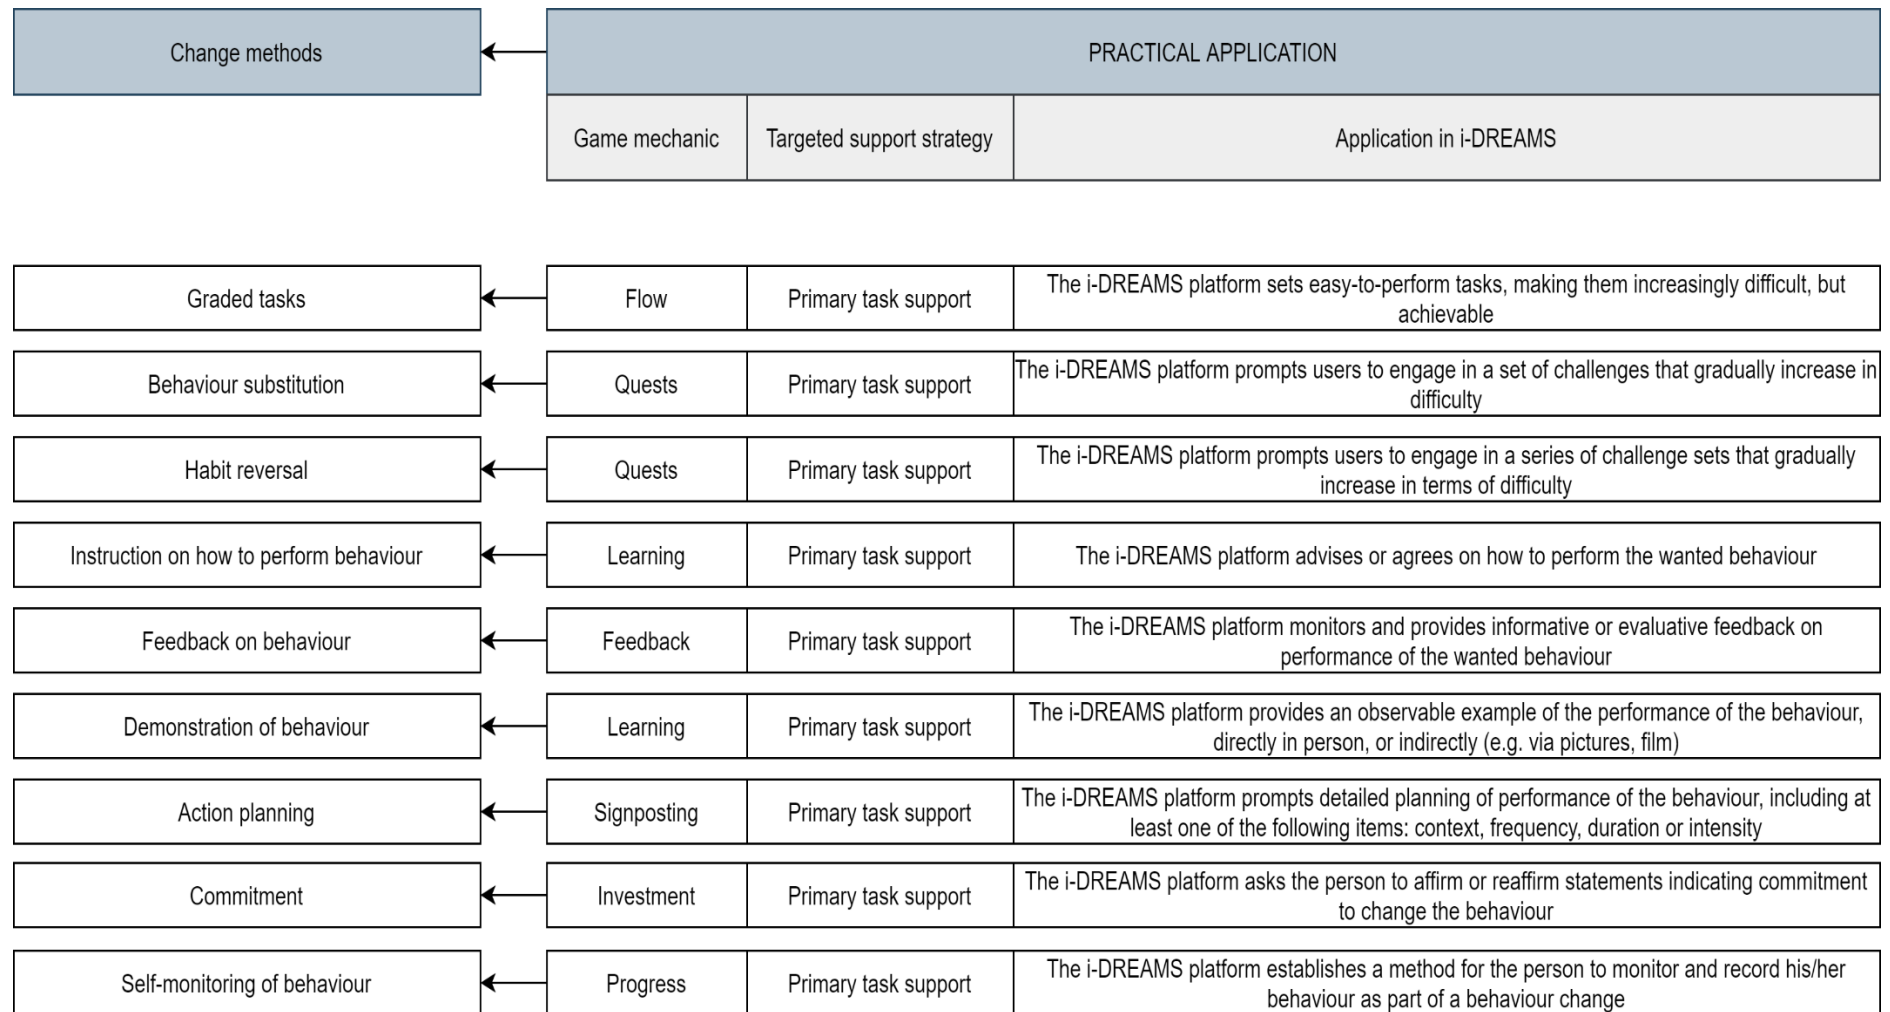 Change methods
PRACTICAL APPLICATION
Game mechanic
Targeted support strategy
Application in i-DREAMS
Graded tasks
Flow
Primary task support
The i-DREAMS platform sets easy-to-perform tasks, making them increasingly difficult, but
achievable
Behaviour substitution
Quests
Primary task support
The i-DREAMS platform prompts users to engage in a set of challenges that gradually increase in
difficulty
Habit reversal
Quests
Primary task support
The i-DREAMS platform prompts users to engage in a series of challenge sets that gradually
increase in terms of difficulty
Instruction on how to perform behaviour
Learning
Primary task support
The i-DREAMS platform advises or agrees on how to perform the wanted behaviour
Feedback on behaviour
Feedback
Primary task support
The i-DREAMS platform monitors and provides informative or evaluative feedback on
performance of the wanted behaviour
Demonstration of behaviour
Learning
Primary task support
The i-DREAMS platform provides an observable example of the performance of the behaviour,
directly in person, or indirectly (e.g. via pictures, film)
Action planning
Signposting
Primary task support
The i-DREAMS platform prompts detailed planning of performance of the behaviour, including at
least one of the following items: context, frequency, duration or intensity
Commitment
Investment
Primary task support
The i-DREAMS platform asks the person to affirm or reaffirm statements indicating commitment
to change the behaviour
Self-monitoring of behaviour
Progress
Primary task support
The i-DREAMS platform establishes a method for the person to monitor and record his/her
behaviour as part of a behaviour change